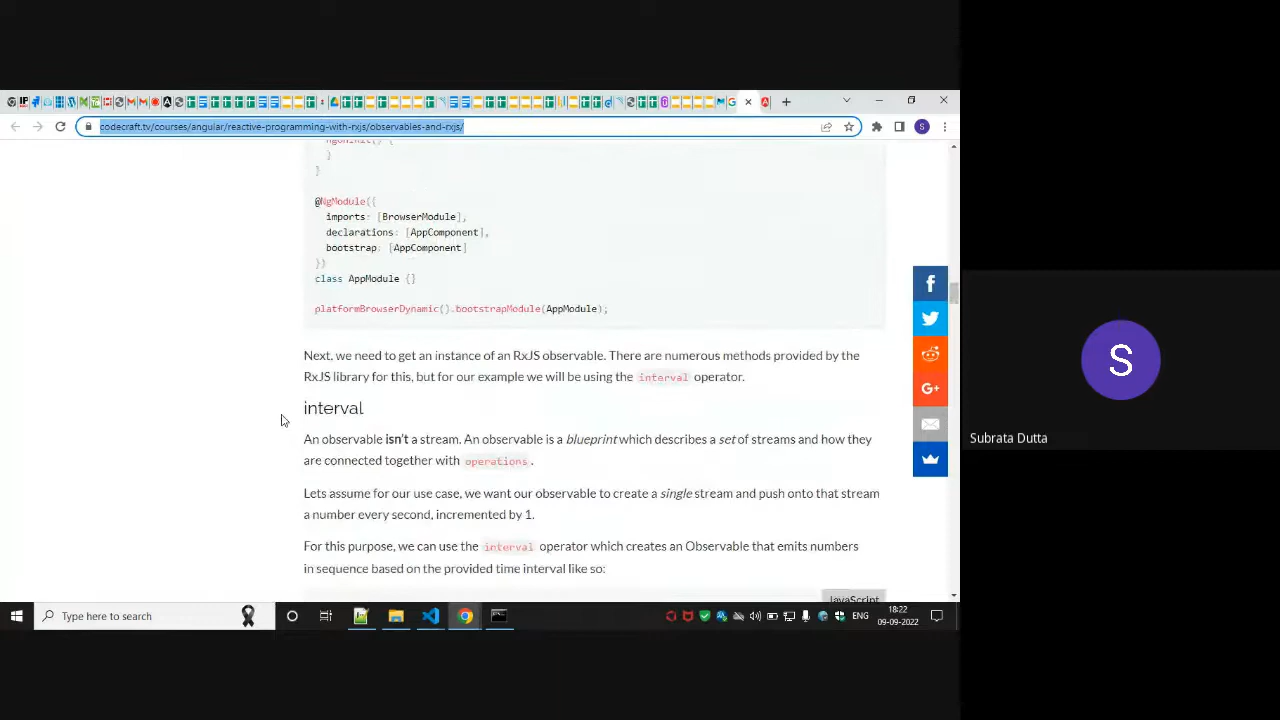 codecraft.tv/courses/angular/reactive-programming-with-rxjs/observables-and-rxjs/
ngOnInit() {
}
}
@NgModule({
imports: [BrowserModule],
declarations: [AppComponent],
bootstrap: [AppComponent]
})
class AppModule {}
platformBrowserDynamic().bootstrapModule(AppModule);
Next, we need to get an instance of an RxJS observable. There are numerous methods provided by the
RxJS library for this, but for our example we will be using the interval operator.
interval
An observable isn't a stream. An observable is a blueprint which describes a set of streams and how they
are connected together with operations.
Lets assume for our use case, we want our observable to create a single stream and push onto that stream
a number every second, incremented by 1.
For this purpose, we can use the interval operator which creates an Observable that emits numbers
in sequence based on the provided time interval like so:
JavaScript
S
Subrata Dutta
Type here to search
ENG
18:22
09-09-2022